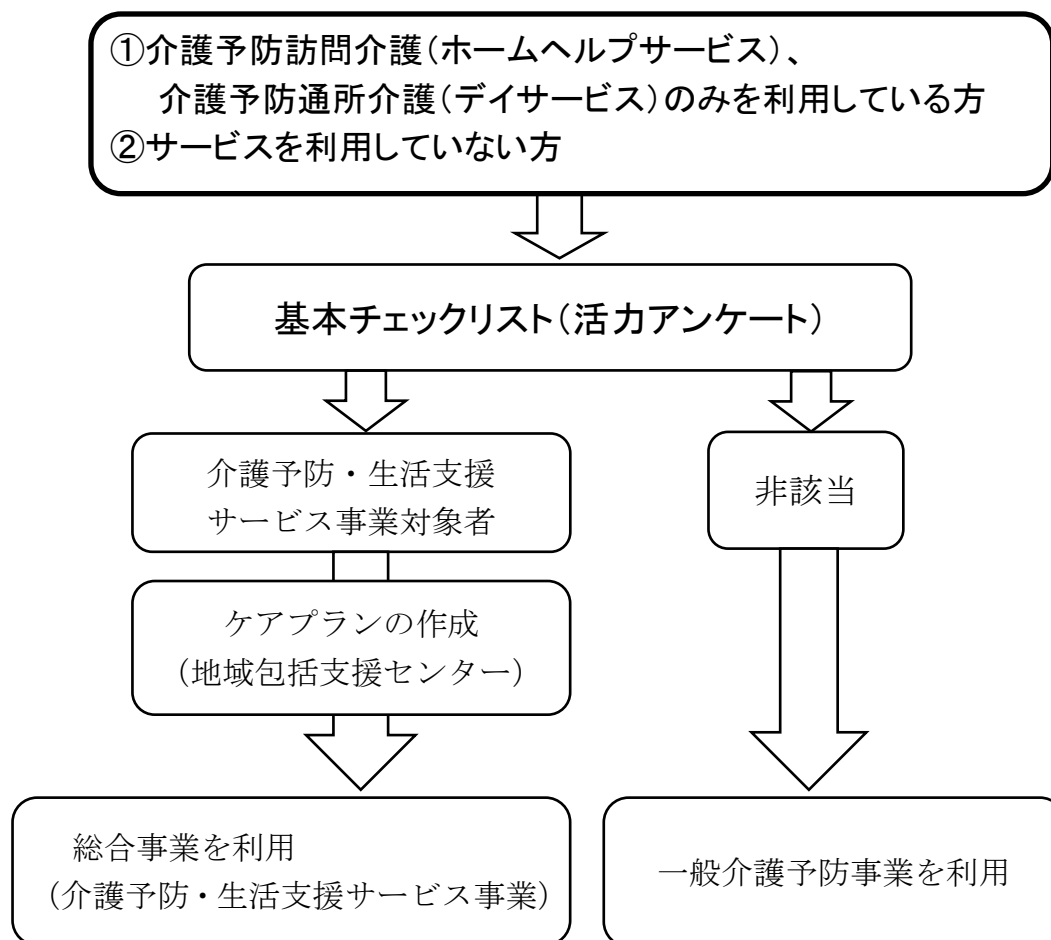 ①介護予防訪問介護(ホームヘルプサービス)、
介護予防通所介護(デイサービス)のみを利用している方
②サービスを利用していない方
基本チェックリスト(活力アンケート)
介護予防・生活支援
サービス事業対象者
非該当
ケアプランの作成
(地域包括支援センター)
総合事業を利用
(介護予防・生活支援サービス事業)
一般介護予防事業を利用